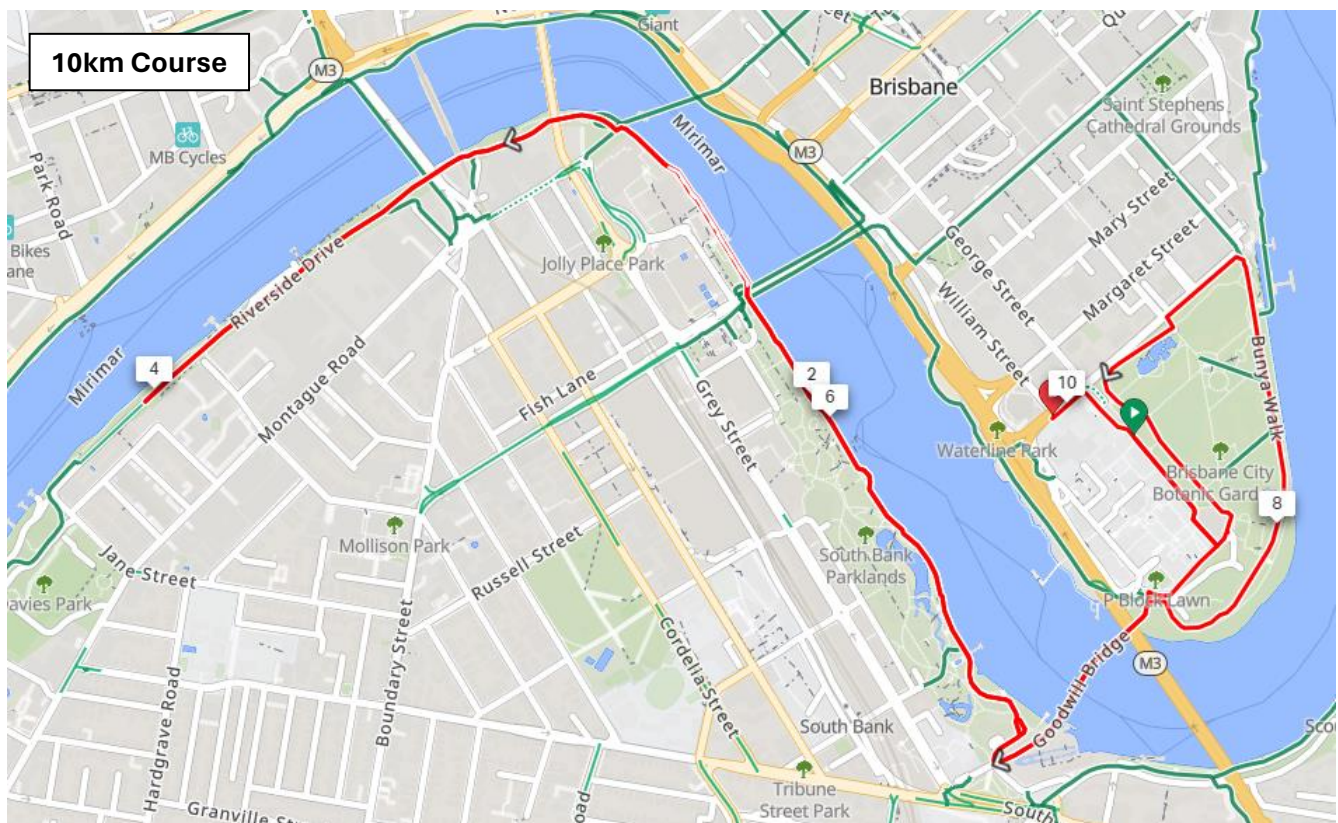 10km Course
M3
Giant
Brisbane
Saint Stephens
Cathedral Grounds
MB Cycles
Park Road
Mirimar
M3
Mary Street
Margaret Street
George Street
William Street
Bikes
Jolly Place Park
Riverside Drive
Bunya Walk
4
Mirimar
Montague Road
Fish Lane
Grey Street
2
6
10
Waterline Park
Brisbane City
Botanic Gard
8
Mollison Park
Russell Street
South Bank
Parklands
Jane Street
avies Park
P Block Lawn
Goodwill Bridge
M3
Cordelia Street
Boundary Street
Hardgrave Road
South Bank
Tribune
Street Park
South
Granville St
oad
Sco